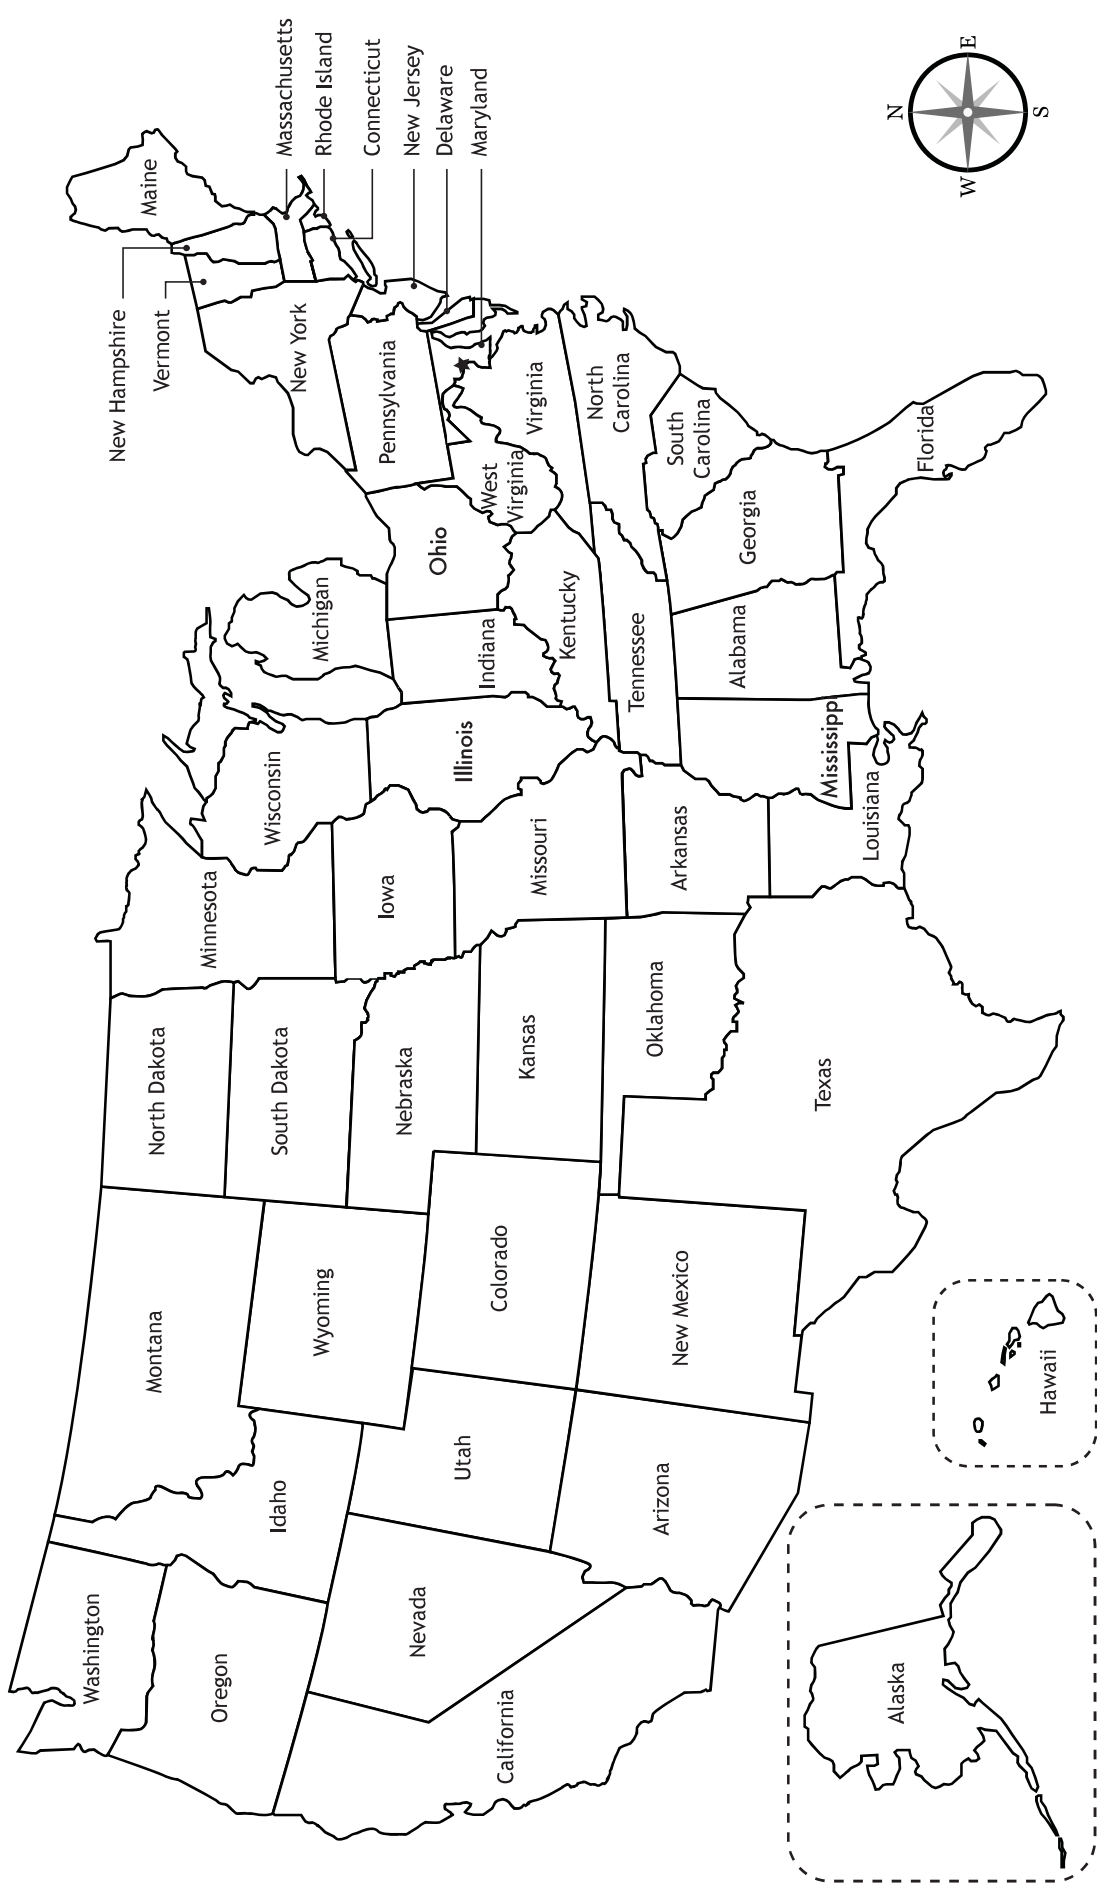 Washington
Oregon
California
Nevada
Idaho
Montana
Wyoming
Utah
Arizona
Colorado
New Mexico
North Dakota
South Dakota
Nebraska
Kansas
Oklahoma
Texas
Minnesota
Iowa
Missouri
Arkansas
Louisiana
Wisconsin
Illinois
Mississippi
Michigan
Indiana
Kentucky
Tennessee
Alabama
Ohio
West
Virginia
Georgia
Florida
Pennsylvania
New York
Virginia
North
Carolina
South
Carolina
New Hampshire
Vermont
Maine
Massachusetts
Rhode Island
Connecticut
New Jersey
Delaware
Maryland
Alaska
Hawaii
N
W
E
S